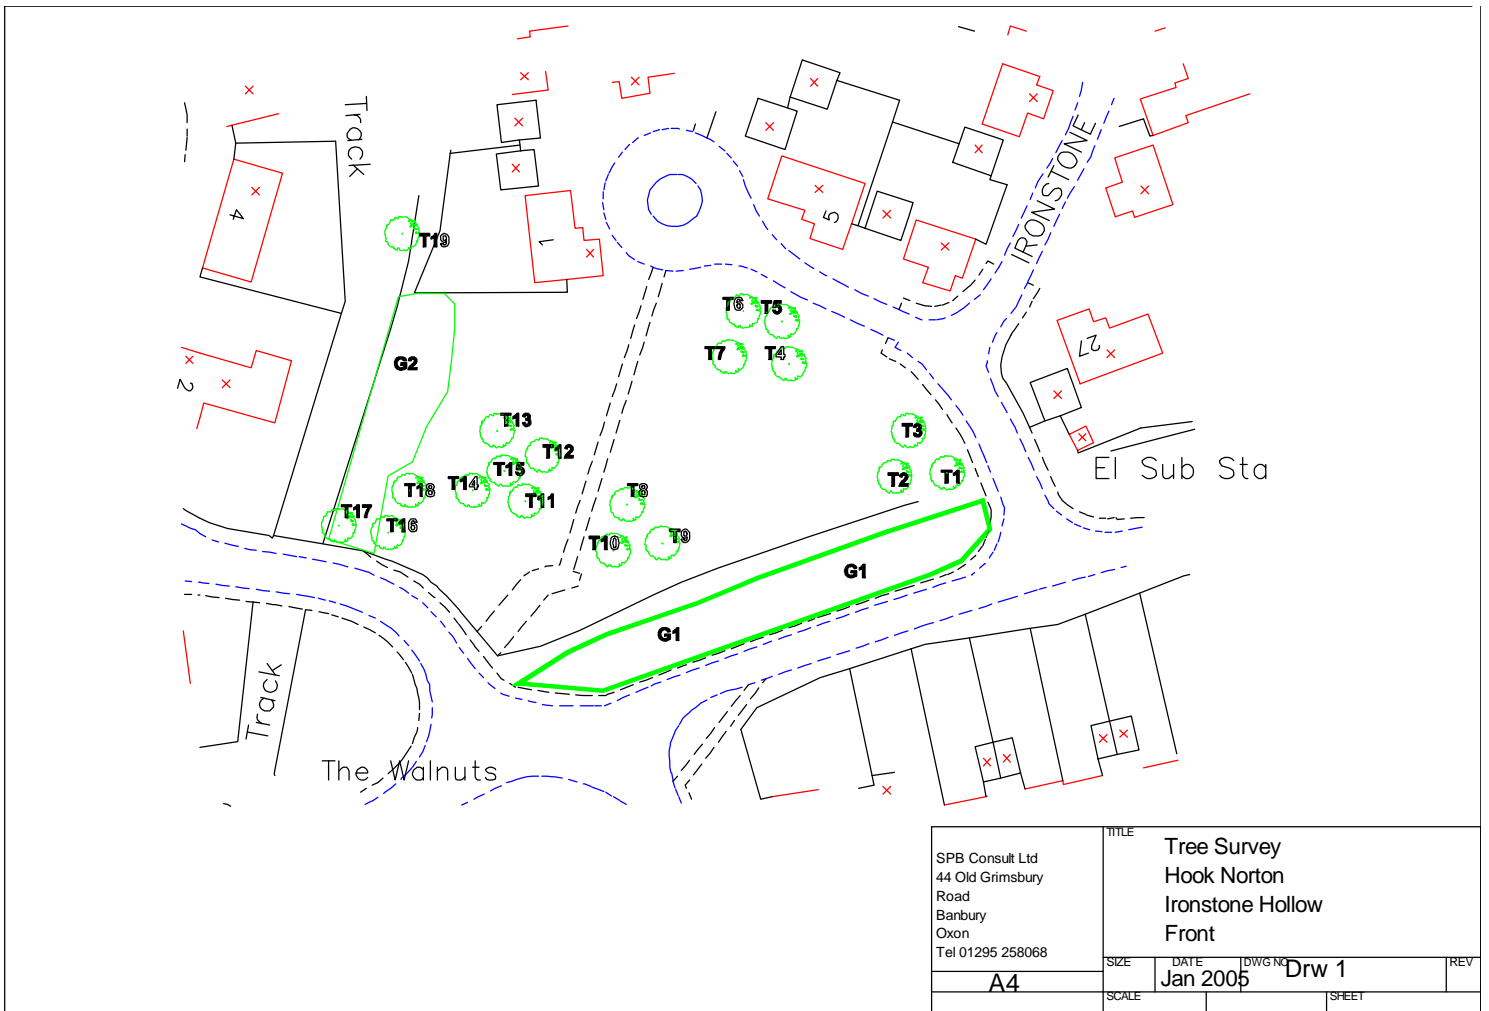 Track
4
T19
1
5
IRONSTONE
T6
T5
T7
T4
27
2
G2
T13
T12
T3
T15
T14
T18
T11
T8
T2
T1
El Sub Sta
T17
T16
T10
T9
G1
G1
Track
The Walnuts
SPB Consult Ltd
44 Old Grimsbury
Road
Banbury
Oxon
Tel 01295 258068
A4
TITLE
Tree Survey
Hook Norton
Ironstone Hollow
Front
SIZE
DATE
Jan 2005
DWG NO
Drw 1
REV
SCALE
SHEET